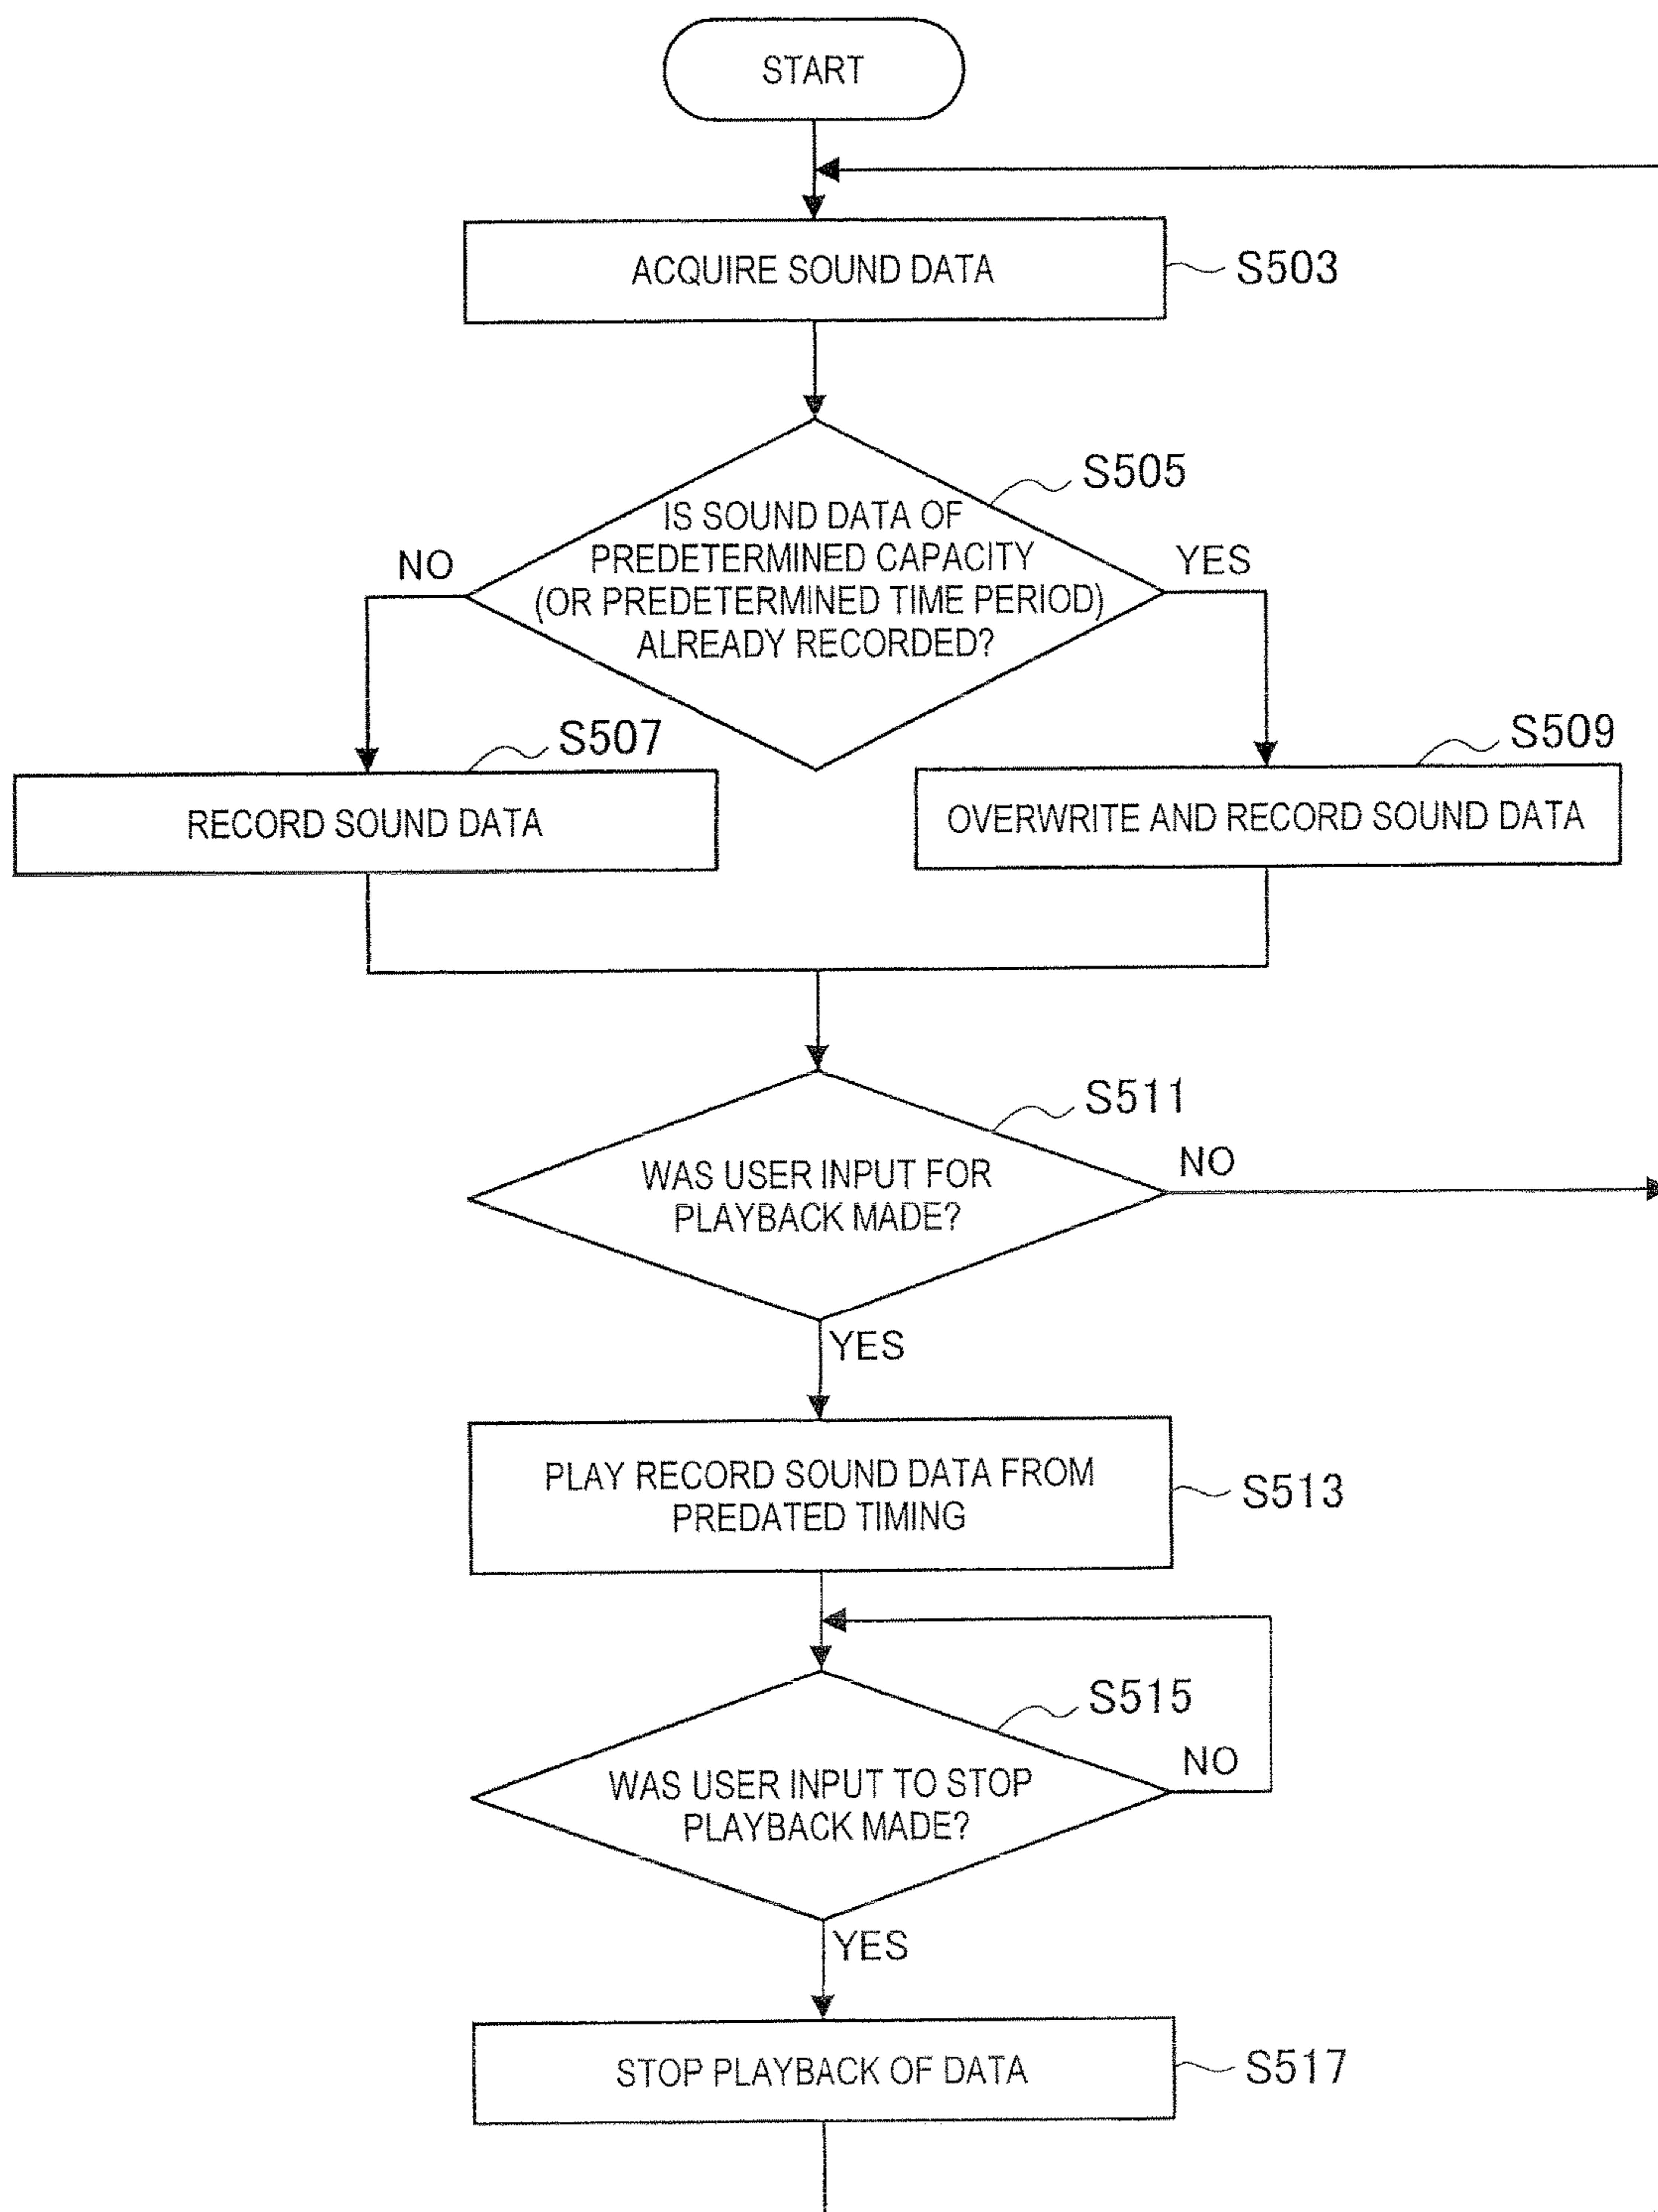 START
ACQUIRE SOUND DATA
S503
S505
IS SOUND DATA OF
PREDETERMINED CAPACITY
(OR PREDETERMINED TIME PERIOD)
ALREADY RECORDED?
NO
YES
S507
RECORD SOUND DATA
S509
OVERWRITE AND RECORD SOUND DATA
S511
WAS USER INPUT FOR
PLAYBACK MADE?
NO
YES
PLAY RECORD SOUND DATA FROM
PREDATED TIMING
S513
S515
WAS USER INPUT TO STOP
PLAYBACK MADE?
NO
YES
STOP PLAYBACK OF DATA
S517